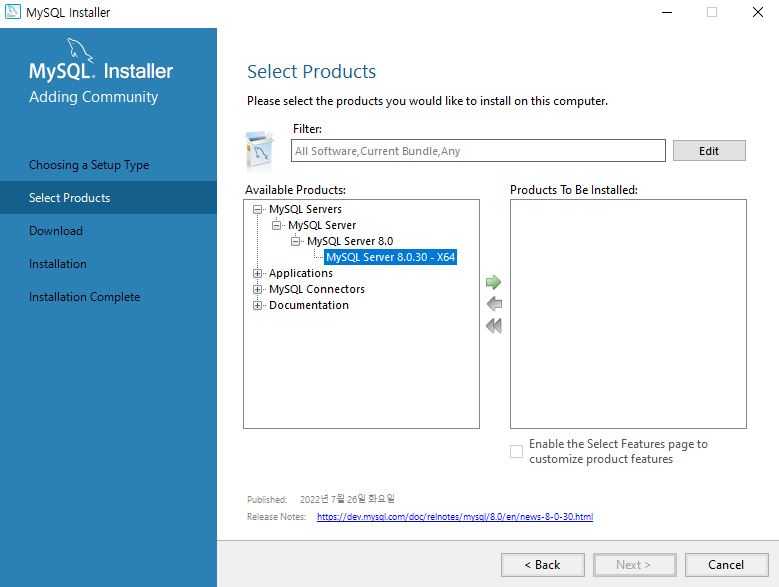 MySQL Installer
MySQL. Installer
Adding Community
Choosing a Setup Type
Select Products
Download
Installation
Installation Complete
Select Products
Please select the products you would like to install on this computer.
Filter:
All Software,Current Bundle,Any
Edit
Available Products:
MySQL Servers
MySQL Server
MySQL Server 8.0
MySQL Server 8.0.30 - X64
Applications
MySQL Connectors
Documentation
Products To Be Installed:
Enable the Select Features page to
customize product features
Published: 2022년 7월 26일 화요일
Release Notes: https://dev.mysql.com/doc/relnotes/mysql/8.0/en/news-8-0-30.html
< Back
Next >
Cancel